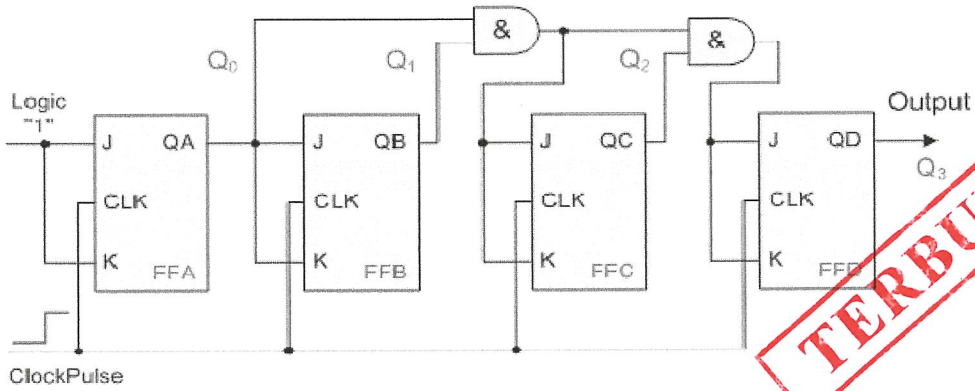 &
&
Q₀
Q₁
Q₂
Logic
"1"
Output
J QA
J QB
J QC
J QD
Q₃
CLK
CLK
CLK
CLK
K
K
K
K
FFA
FFB
FFC
FFD
ClockPulse